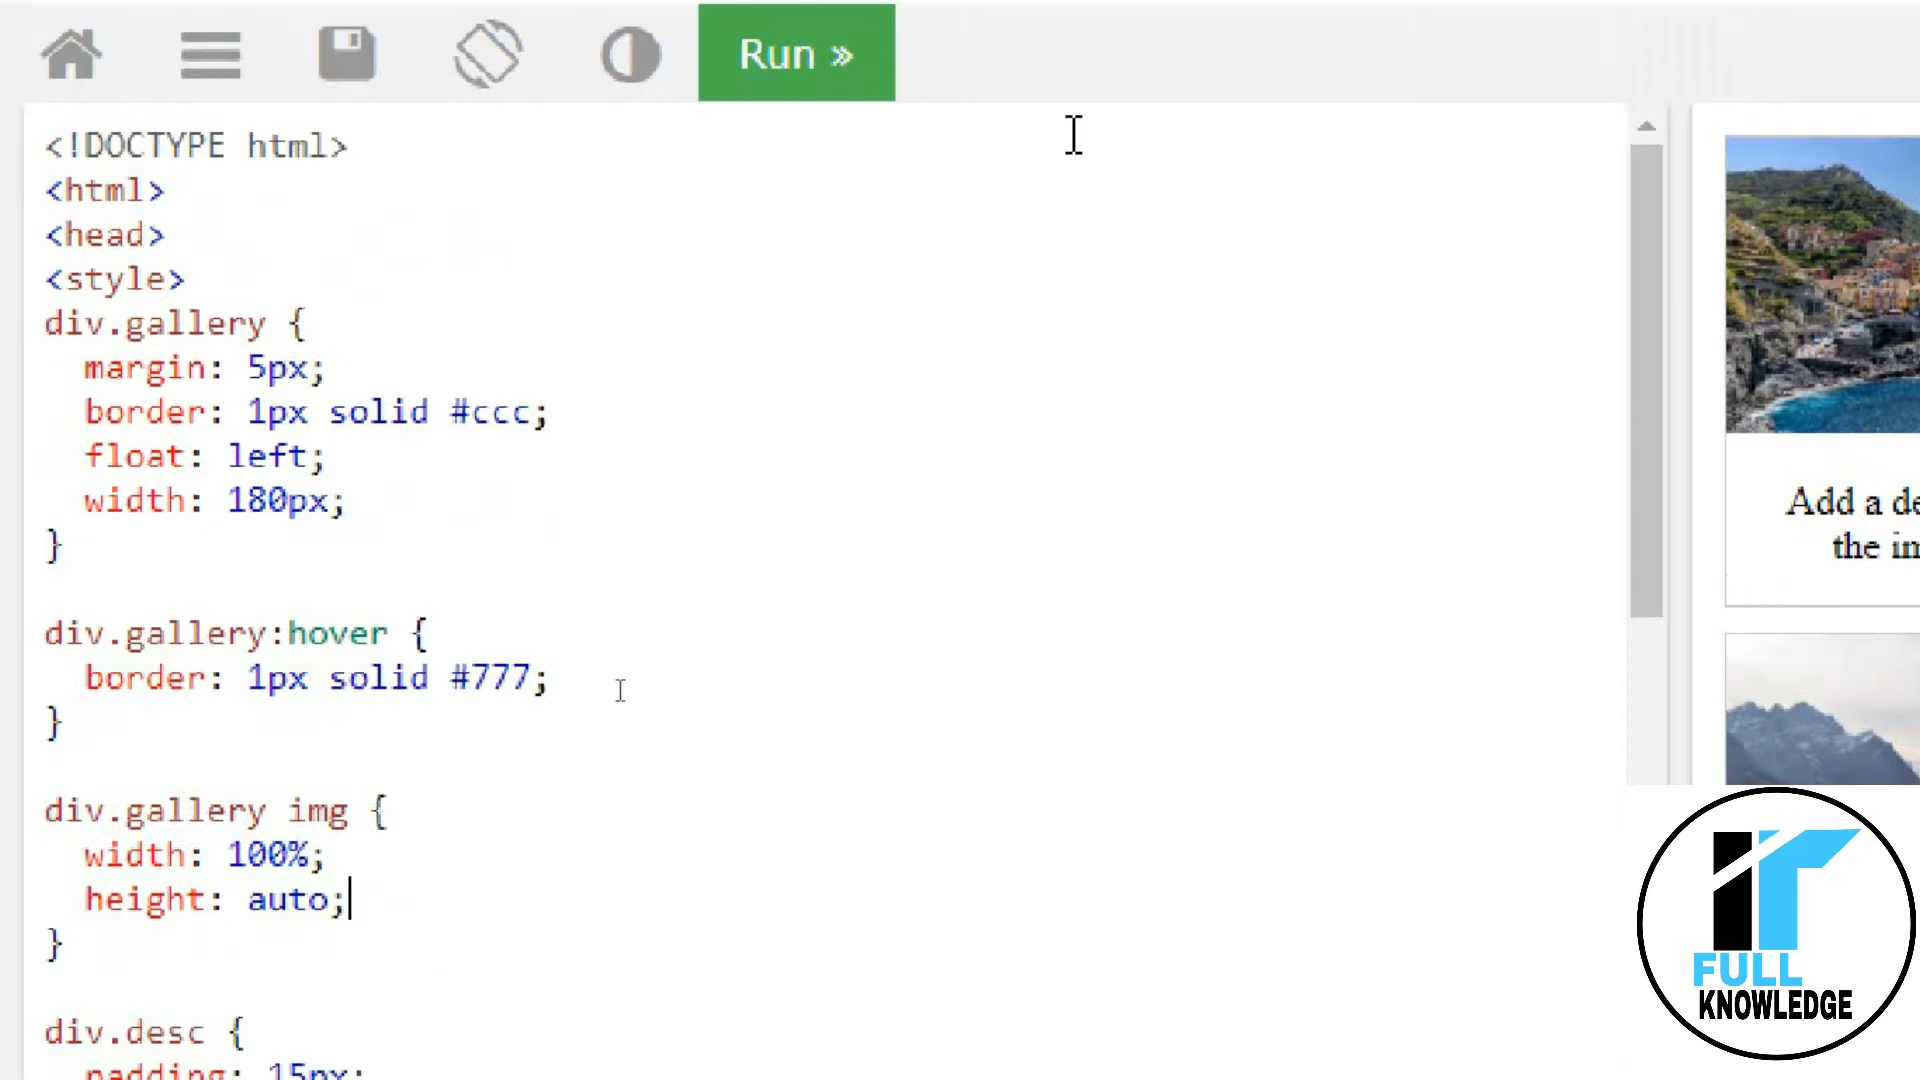 Run »
<!DOCTYPE html>
<html>
<head>
<style>
div.gallery {
  margin: 5px;
  border: 1px solid #ccc;
  float: left;
  width: 180px;
}
div.gallery:hover {
  border: 1px solid #777;
}
div.gallery img {
  width: 100%;
  height: auto;
}
div.desc {
  padding: 15px;
Add a de
the im
IT
FULL
KNOWLEDGE